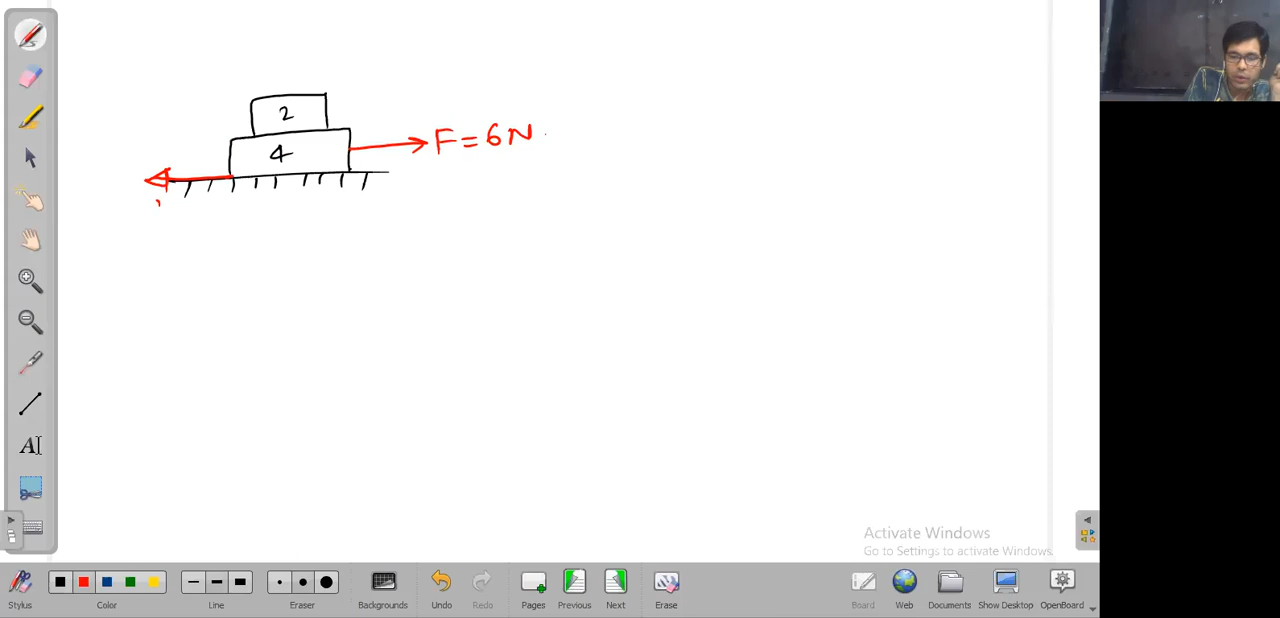 2
4
F = 6N
Activate Windows
Go to Settings to activate Windows.
Stylus
Color
Line
Eraser
Backgrounds
Undo
Redo
Pages
Previous
Next
Erase
Board
Web
Documents
Show Desktop
OpenBoard